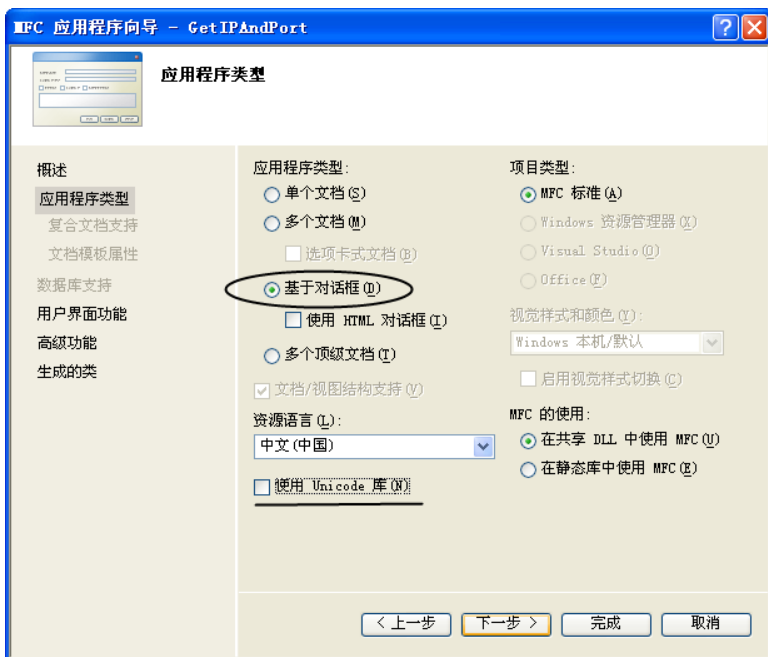 MFC 应用程序向导 - GetIPAndPort
应用程序类型
概述
应用程序类型
复合文档支持
文档模板属性
数据库支持
用户界面功能
高级功能
生成的类
应用程序类型:
单个文档(S)
多个文档(M)
选项卡式文档(B)
基于对话框(D)
使用 HTML 对话框(I)
多个顶级文档(T)
文档/视图结构支持(V)
资源语言(L):
中文(中国)
使用 Unicode 库(N)
项目类型:
MFC 标准(A)
Windows 资源管理器(X)
Visual Studio(O)
Office(F)
视觉样式和颜色(Y):
Windows 本机/默认
启用视觉样式切换(C)
MFC 的使用:
在共享 DLL 中使用 MFC(U)
在静态库中使用 MFC(E)
< 上一步
下一步 >
完成
取消